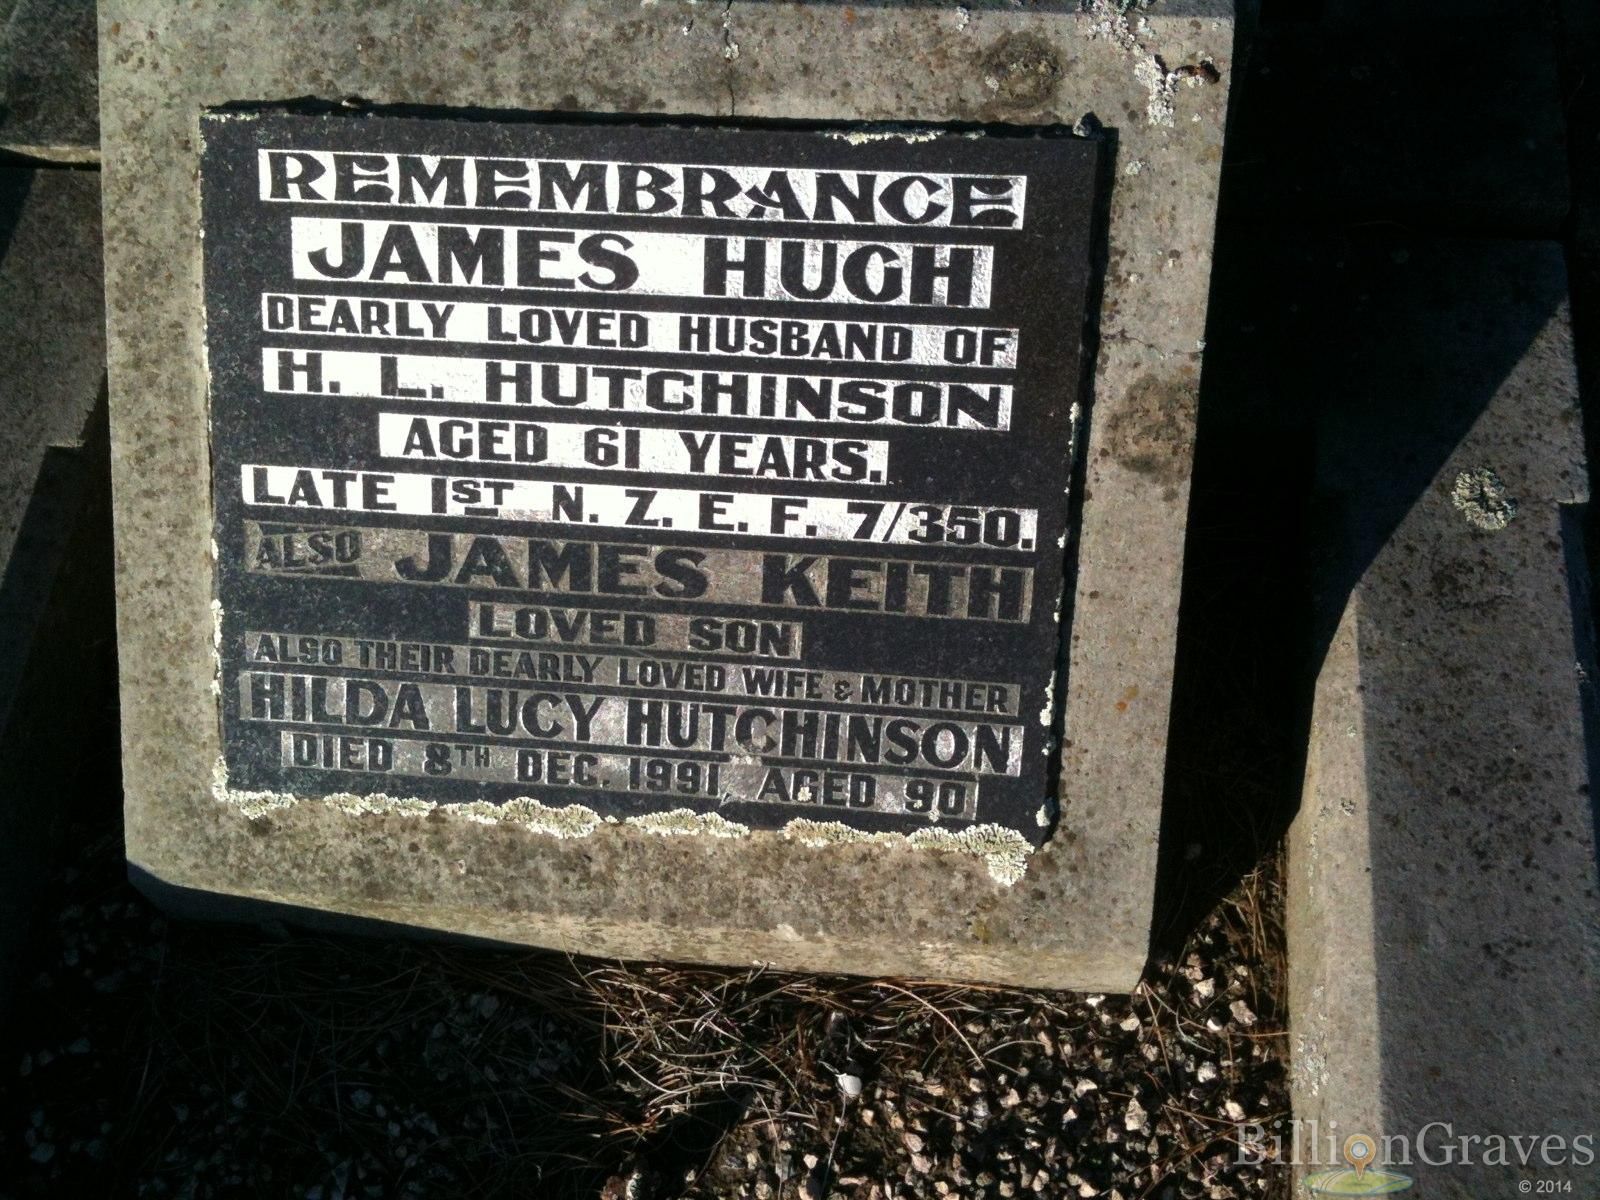 REMEMBRANCE
JAMES HUGH
DEARLY LOVED HUSBAND OF
H. L. HUTCHINSON
AGED 61 YEARS.
LATE 1ST N. Z. E. F. 7/350.
ALSO JAMES KEITH
LOVED SON
ALSO THEIR DEARLY LOVED WIFE & MOTHER
HILDA LUCY HUTCHINSON
DIED 8TH DEC. 1991, AGED 90
BillionGraves
© 2014